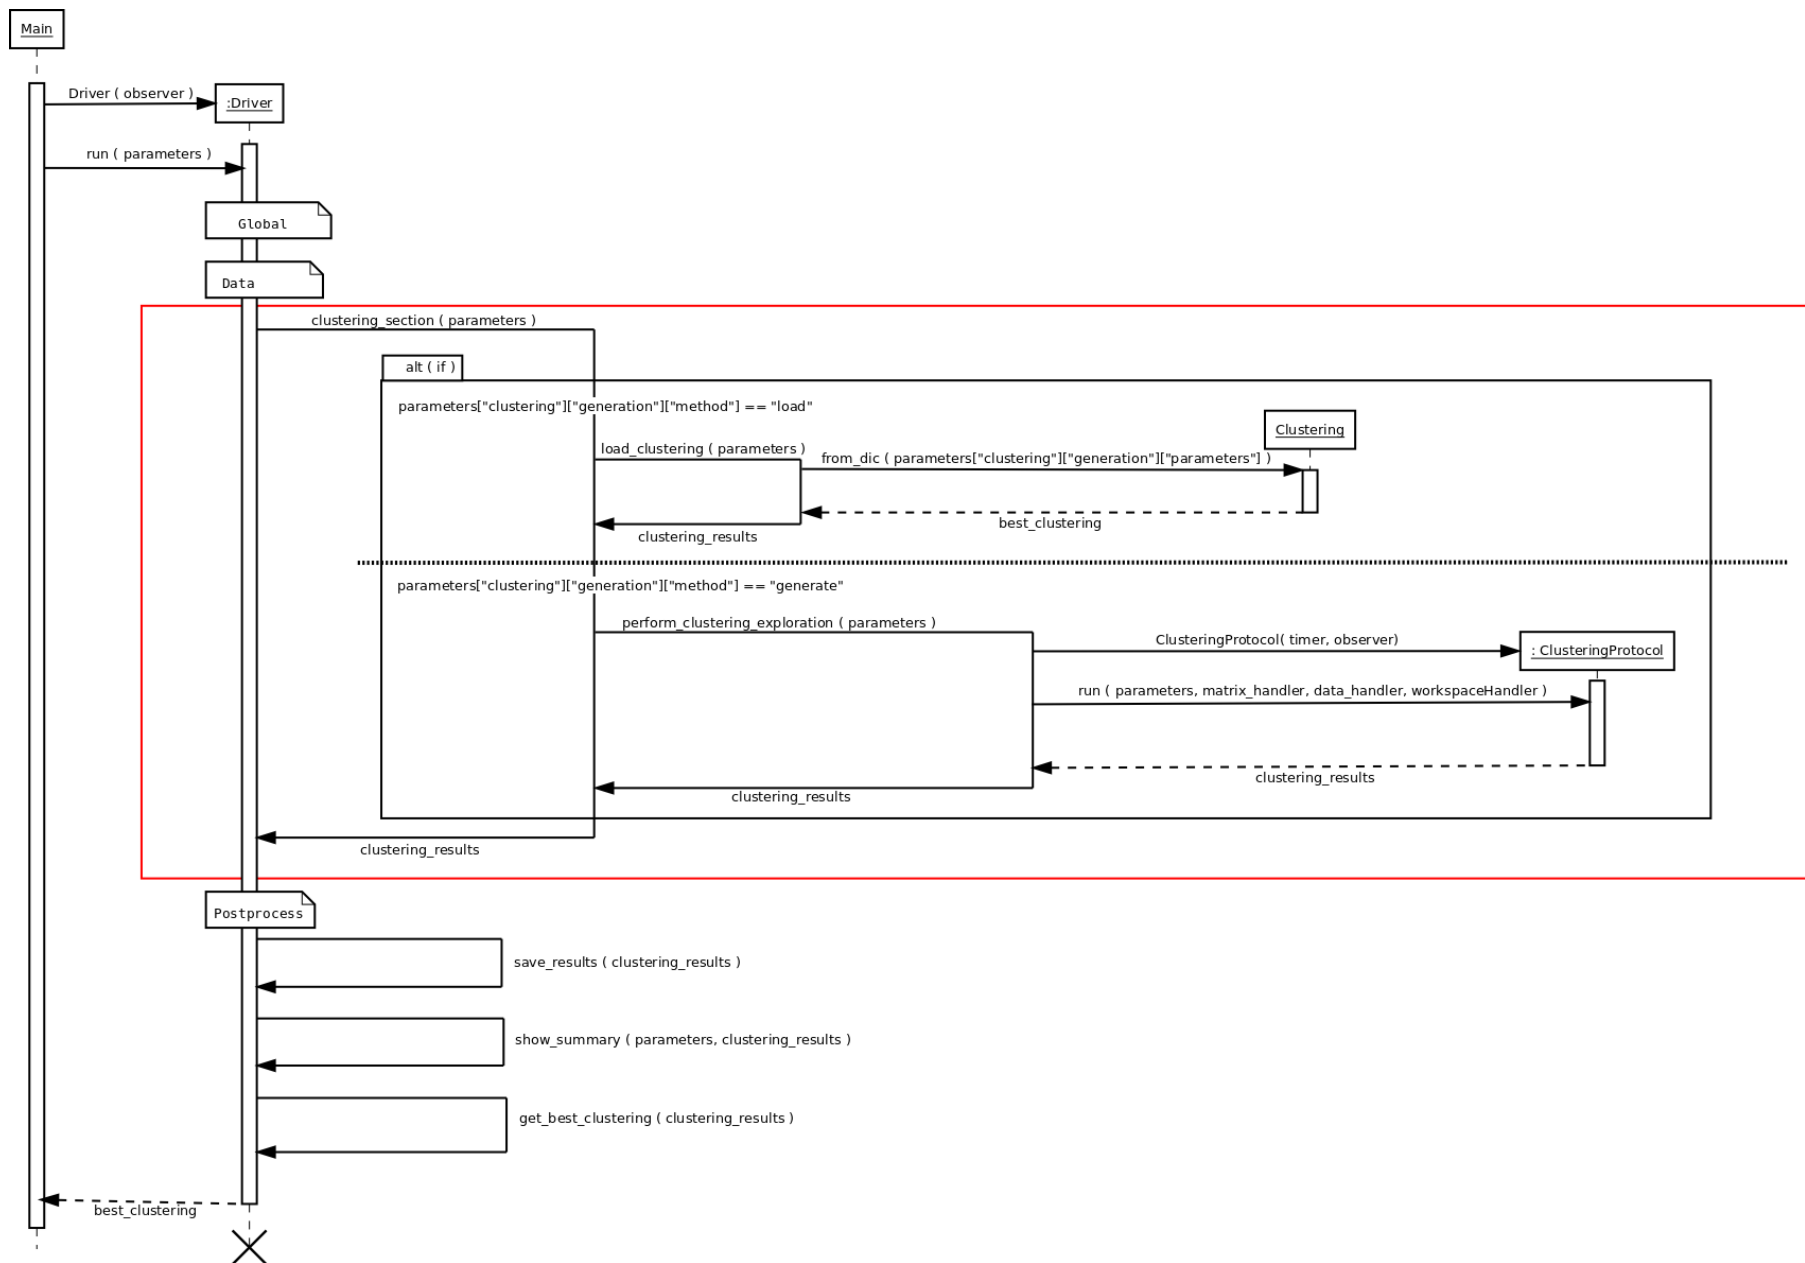 Main
Driver ( observer )
:Driver
run ( parameters )
Global
Data
clustering_section ( parameters )
alt ( if )
parameters["clustering"]["generation"]["method"] == "load"
Clustering
load_clustering ( parameters )
from_dic ( parameters["clustering"]["generation"]["parameters"] )
best_clustering
clustering_results
parameters["clustering"]["generation"]["method"] == "generate"
perform_clustering_exploration ( parameters )
ClusteringProtocol( timer, observer)
: ClusteringProtocol
run ( parameters, matrix_handler, data_handler, workspaceHandler )
clustering_results
clustering_results
clustering_results
Postprocess
save_results ( clustering_results )
show_summary ( parameters, clustering_results )
get_best_clustering ( clustering_results )
best_clustering